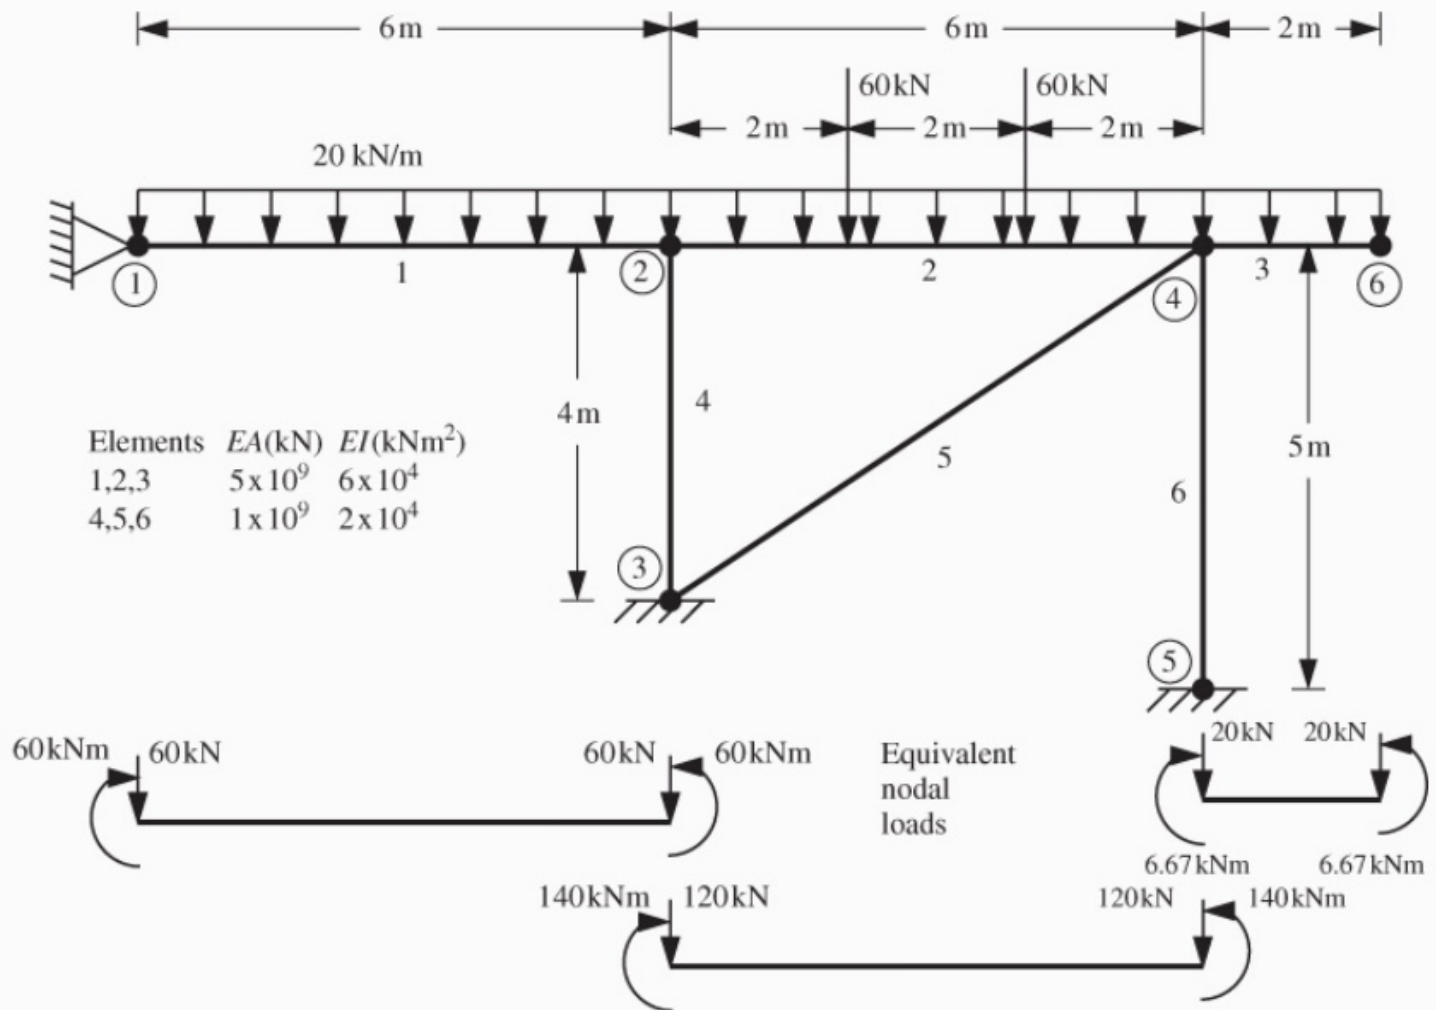 6m 6m 2m
60kN 60kN
2m 2m 2m
20 kN/m
1 2 3
① ② ④ ⑥
4
4m
Elements EA(kN) EI(kNm²)
1,2,3 5x10⁹ 6x10⁴
4,5,6 1x10⁹ 2x10⁴
5
6
5m
③
⑤
60kNm 60kN 60kN 60kNm
Equivalent
nodal
loads
20kN 20kN
6.67kNm 6.67kNm
140kNm 120kN 120kN 140kNm